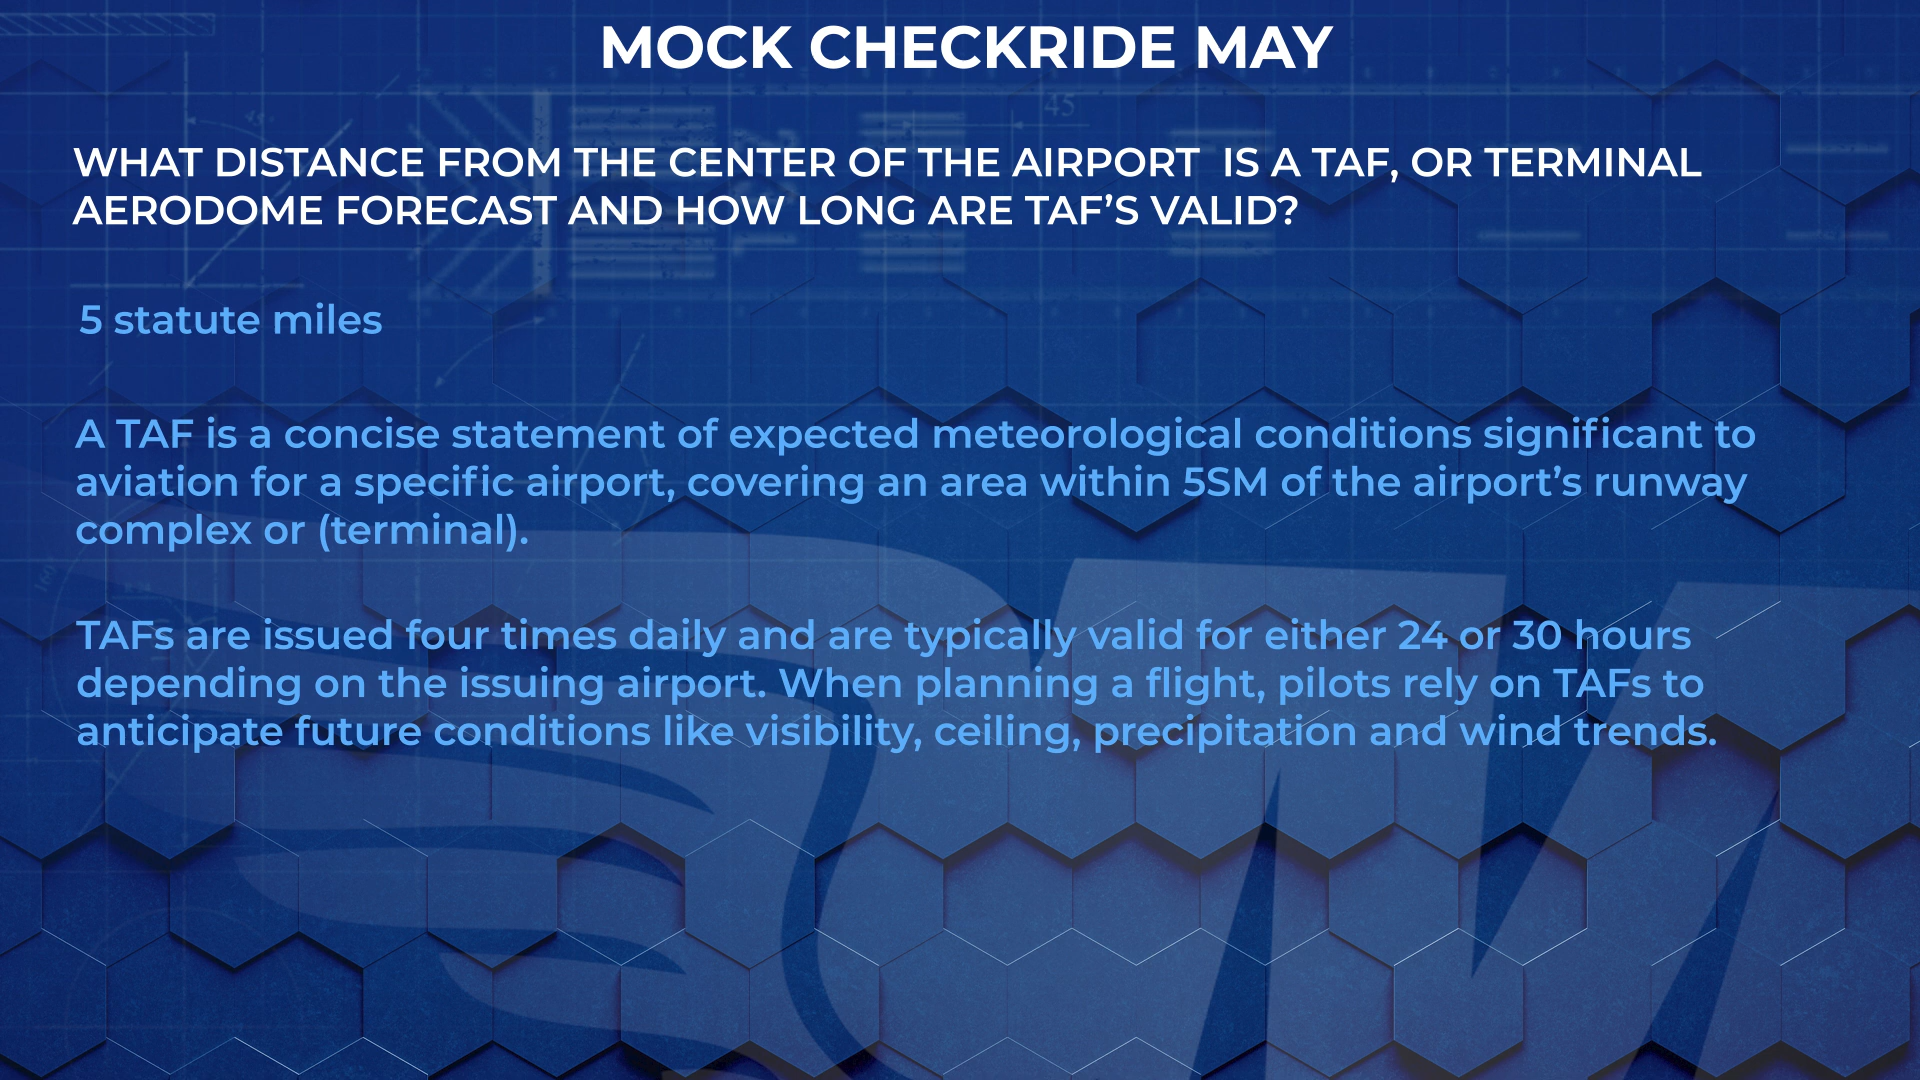 MOCK CHECKRIDE MAY
45
WHAT DISTANCE FROM THE CENTER OF THE AIRPORT IS A TAF, OR TERMINAL
AERODOME FORECAST AND HOW LONG ARE TAF’S VALID?
5 statute miles
A TAF is a concise statement of expected meteorological conditions significant to
aviation for a specific airport, covering an area within 5SM of the airport’s runway
complex or (terminal).
TAFs are issued four times daily and are typically valid for either 24 or 30 hours
depending on the issuing airport. When planning a flight, pilots rely on TAFs to
anticipate future conditions like visibility, ceiling, precipitation and wind trends.